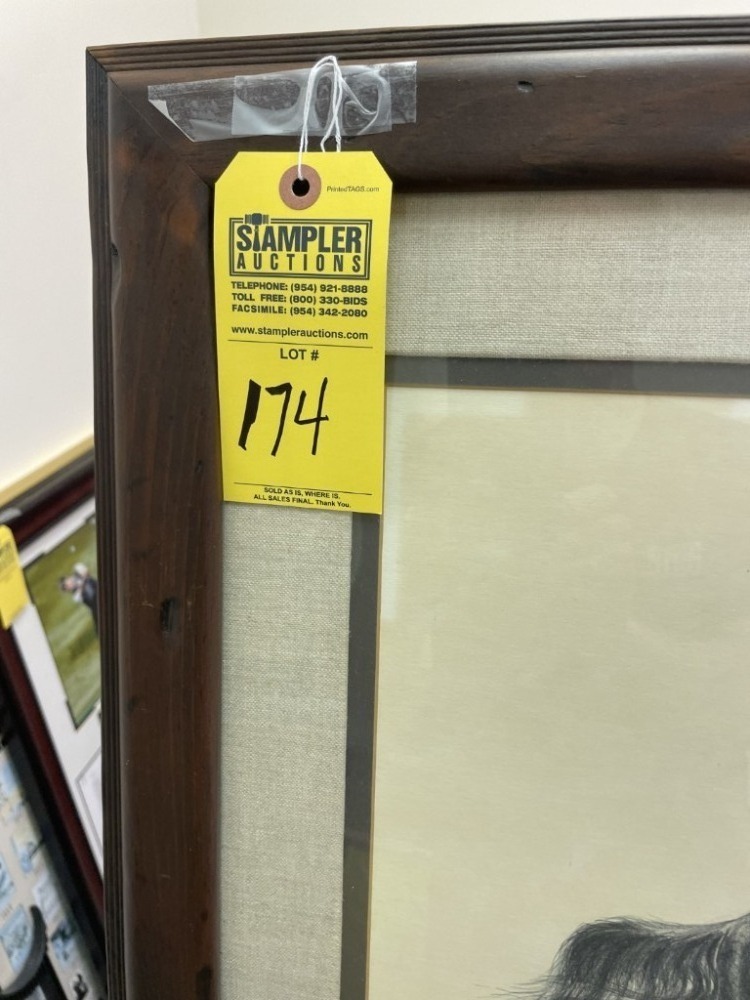 PrintedTAGS.com
STAMPLER
AUCTIONS
TELEPHONE: (954) 921-8888
TOLL FREE: (800) 330-BIDS
FACSIMILE: (954) 342-2080
www.stamplerauctions.com
LOT #
174
SOLD AS IS, WHERE IS.
ALL SALES FINAL. Thank You.